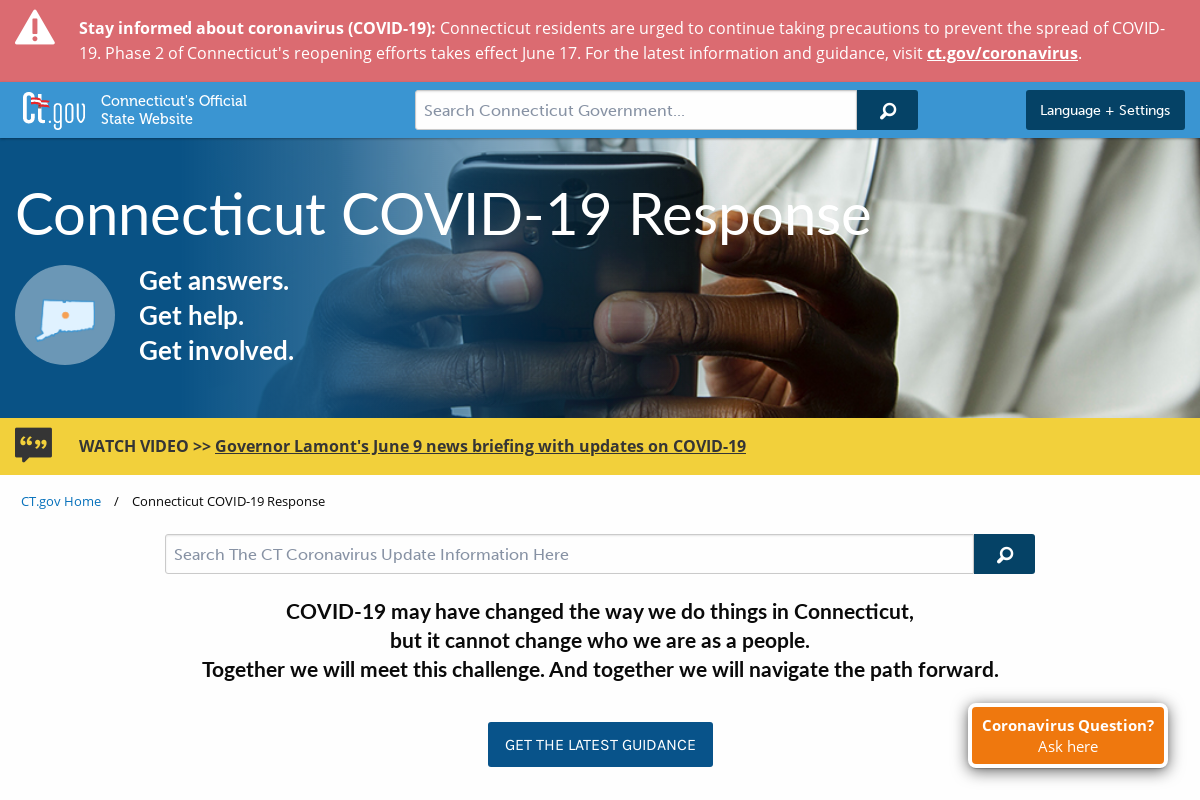 Stay informed about coronavirus (COVID-19): Connecticut residents are urged to continue taking precautions to prevent the spread of COVID-
19. Phase 2 of Connecticut's reopening efforts takes effect June 17. For the latest information and guidance, visit ct.gov/coronavirus.
Ct.gov
Connecticut's Official
State Website
Search Connecticut Government...
Language + Settings
Connecticut COVID-19 Response
Get answers.
Get help.
Get involved.
WATCH VIDEO >> Governor Lamont's June 9 news briefing with updates on COVID-19
CT.gov Home / Connecticut COVID-19 Response
Search The CT Coronavirus Update Information Here
COVID-19 may have changed the way we do things in Connecticut,
but it cannot change who we are as a people.
Together we will meet this challenge. And together we will navigate the path forward.
GET THE LATEST GUIDANCE
Coronavirus Question?
Ask here